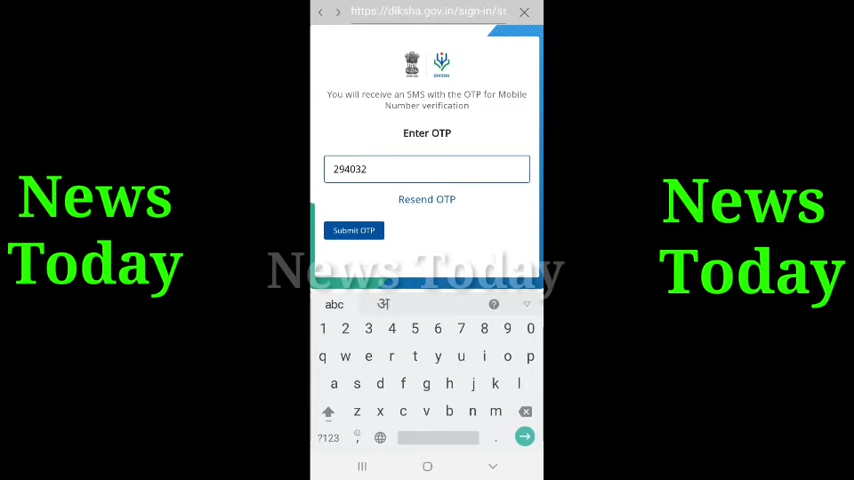 https://diksha.gov.in/sign-in/ss
DIKSHA
You will receive an SMS with the OTP for Mobile
Number verification
Enter OTP
294032
Resend OTP
Submit OTP
News
Today
News Today
News
Today
abc अ ?
1 2 3 4 5 6 7 8 9 0
q w e r t y u i o p
a s d f g h j k l
z x c v b n m
?123 , .